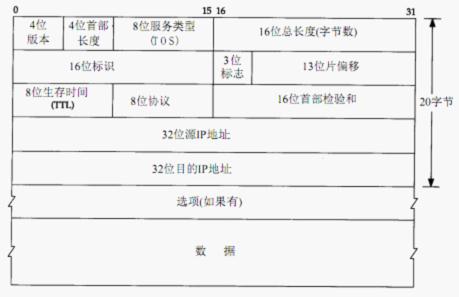 0 15 16 31
4位 4位首部 8位服务类型 16位总长度(字节数)
版本 长度 (TOS)
16位标识 3位 13位片偏移
标志
8位生存时间 8位协议 16位首部检验和
(TTL)
20字节
32位源IP地址
32位目的IP地址
选项(如果有)
数 据